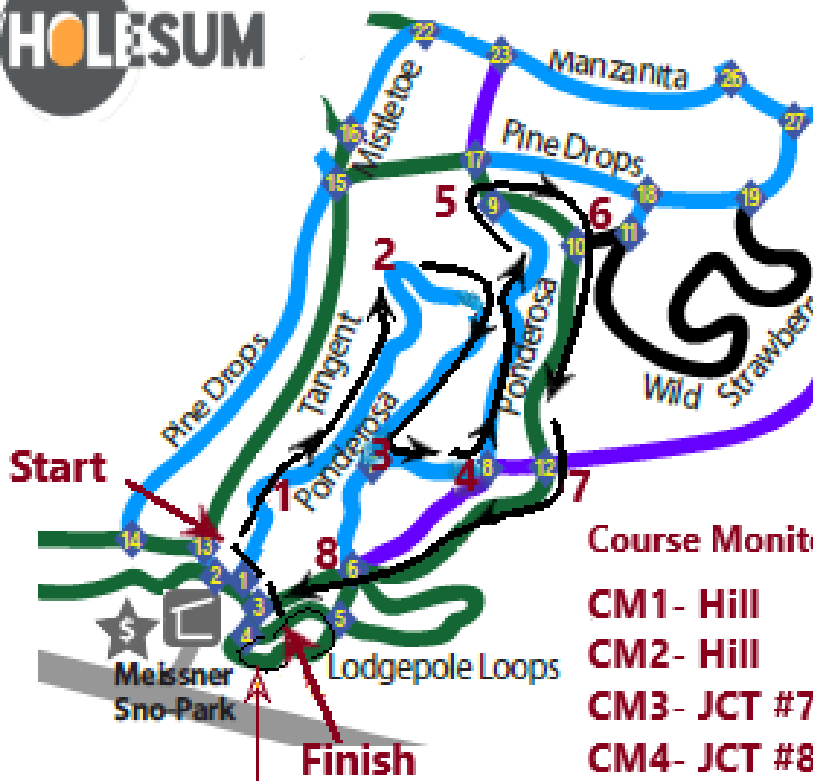 HOLESUM
22
23
Manzanita
26
27
16
Mistletoe
Pine Drops
17
15
18
19
5
9
6
11
10
2
Ponderosa
Tangent
Wild Strawberr
Pine Drops
Ponderosa
3
Start
4
8
12
7
1
14
13
8
6
2
1
3
5
4
S
Course Monito
CM1- Hill
CM2- Hill
CM3- JCT #7
CM4- JCT #8
Meissner
Sno-Park
Lodgepole Loops
Finish